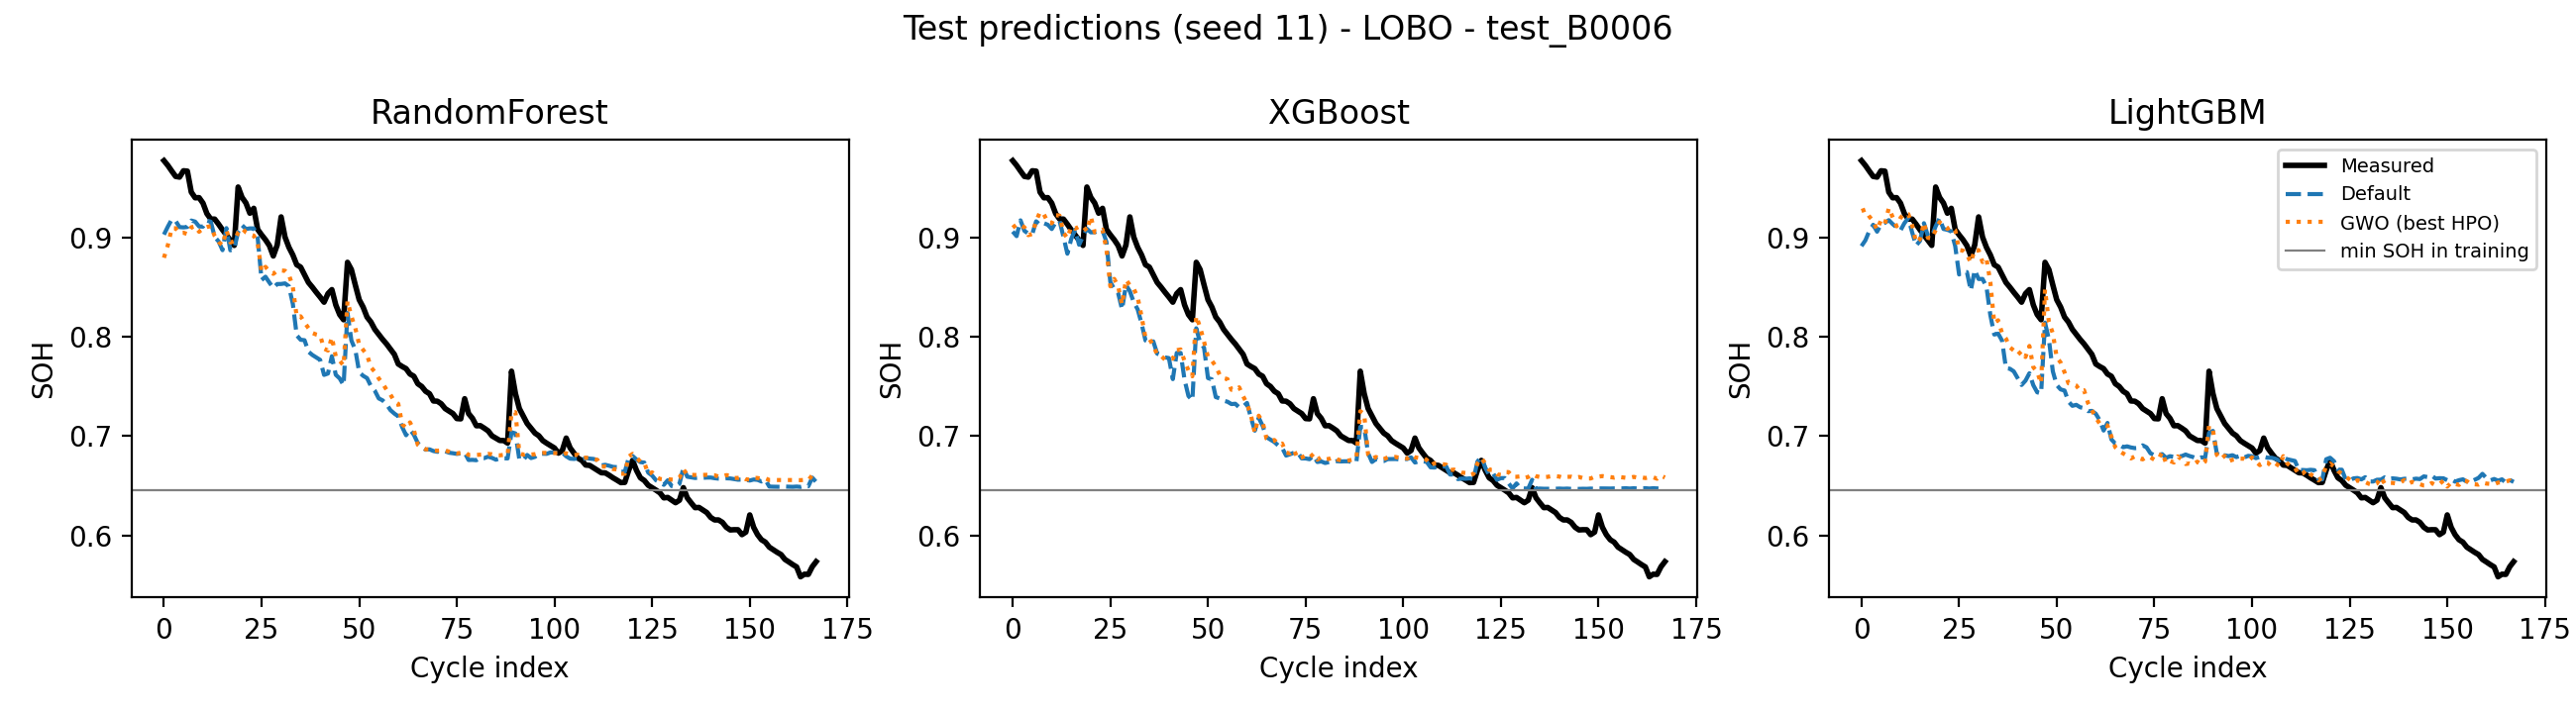 Test predictions (seed 11) - LOBO - test_B0006
RandomForest
SOH
0.9
0.8
0.7
0.6
0 25 50 75 100 125 150 175
Cycle index
XGBoost
SOH
0.9
0.8
0.7
0.6
0 25 50 75 100 125 150 175
Cycle index
LightGBM
SOH
0.9
0.8
0.7
0.6
0 25 50 75 100 125 150 175
Cycle index
Measured
Default
GWO (best HPO)
min SOH in training